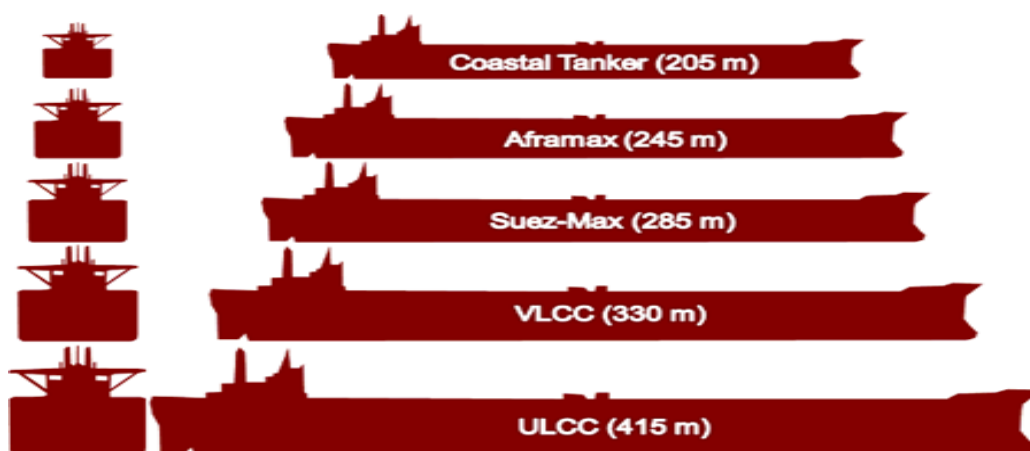 Coastal Tanker (205 m)
Aframax (245 m)
Suez-Max (285 m)
VLCC (330 m)
ULCC (415 m)